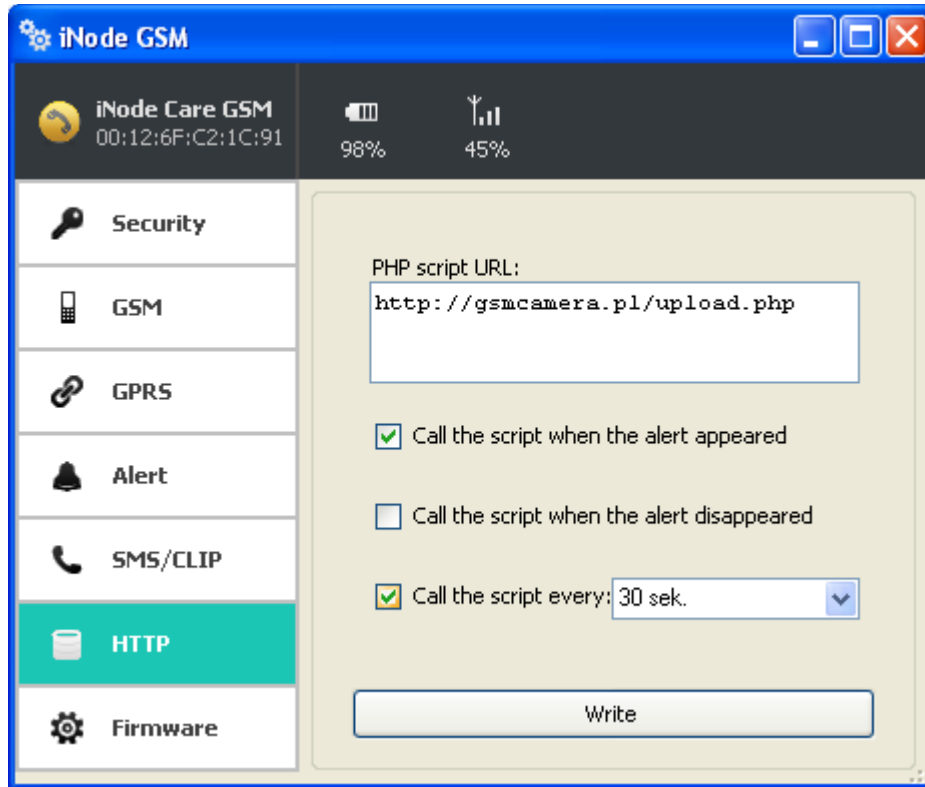 iNode GSM
iNode Care GSM
00:12:6F:C2:1C:91
98%
45%
Security
GSM
GPRS
Alert
SMS/CLIP
HTTP
Firmware
PHP script URL:
http://gsmcamera.pl/upload.php
Call the script when the alert appeared
Call the script when the alert disappeared
Call the script every: 30 sek.
Write